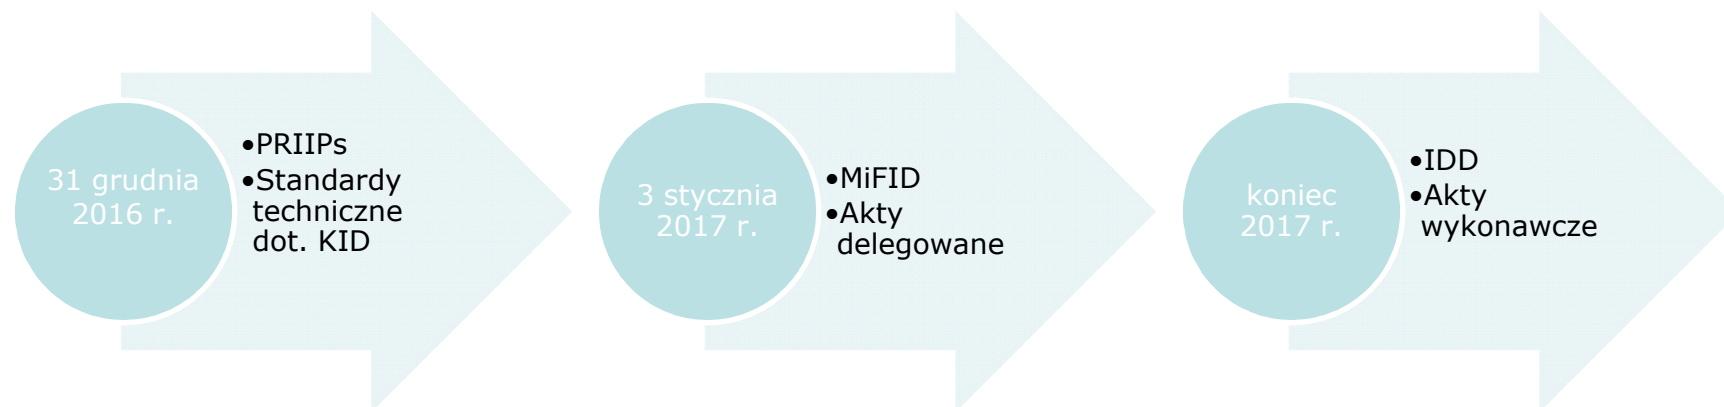 31 grudnia
2016 r.
•PRIIPs
•Standardy
techniczne
dot. KID
3 stycznia
2017 r.
•MiFID
•Akty
delegowane
koniec
2017 r.
•IDD
•Akty
wykonawcze